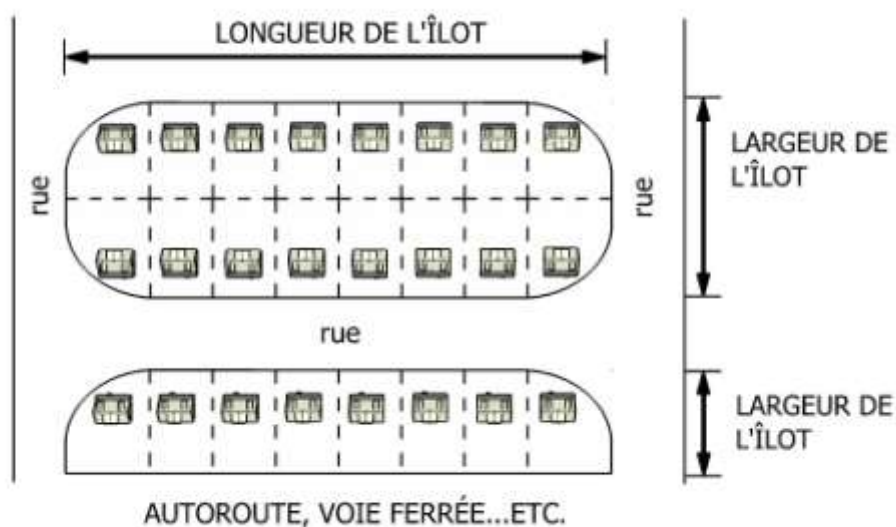 LONGUEUR DE L'ÎLOT
LARGEUR DE
L'ÎLOT
rue
rue
rue
LARGEUR DE
L'ÎLOT
AUTOROUTE, VOIE FERRÉE...ETC.